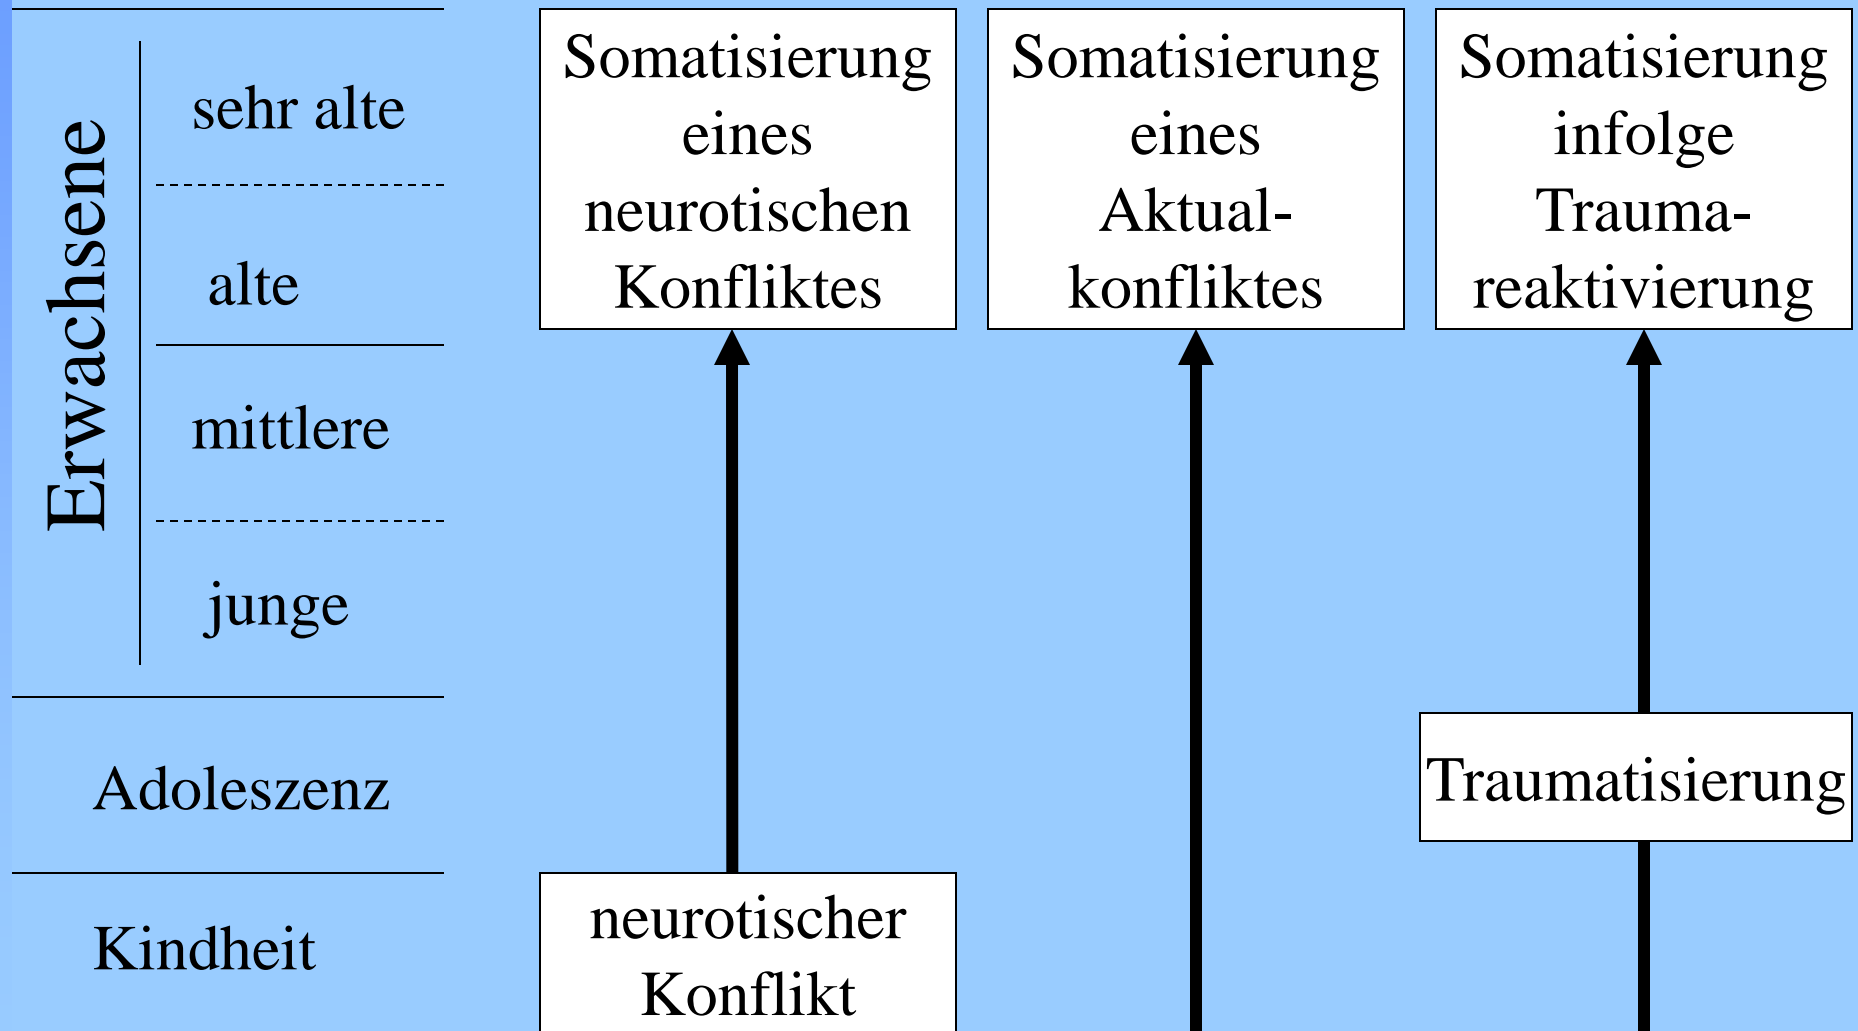 Erwachsene
sehr alte
alte
mittlere
junge
Adoleszenz
Kindheit
Somatisierung
eines
neurotischen
Konfliktes
neurotischer
Konflikt
Somatisierung
eines
Aktual-
konfliktes
Somatisierung
infolge
Trauma-
reaktivierung
Traumatisierung